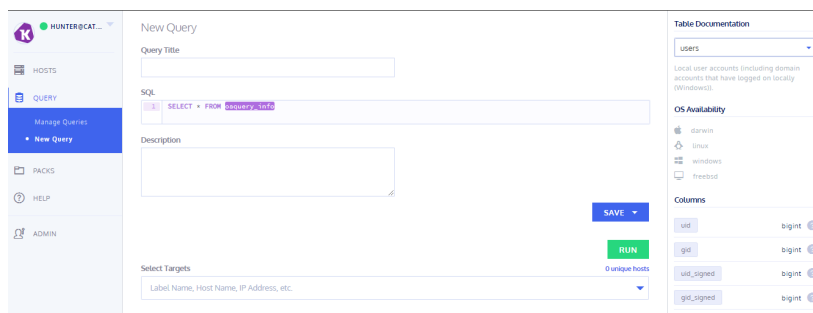 HUNTER@CAT...
HOSTS
QUERY
Manage Queries
New Query
PACKS
HELP
ADMIN
New Query
Query Title
SQL
1 SELECT * FROM osquery_info
Description
SAVE
RUN
Select Targets
0 unique hosts
Label Name, Host Name, IP Address, etc.
Table Documentation
users
Local user accounts (including domain
accounts that have logged on locally
(Windows)).
OS Availability
darwin
linux
windows
freebsd
Columns
uid bigint
gid bigint
uid_signed bigint
gid_signed bigint